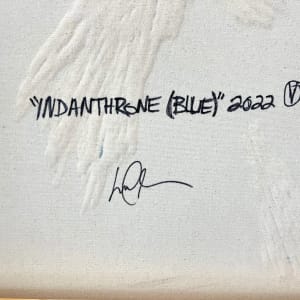 "INDANTHRONE (BLUE)" 2022 Ⓥ